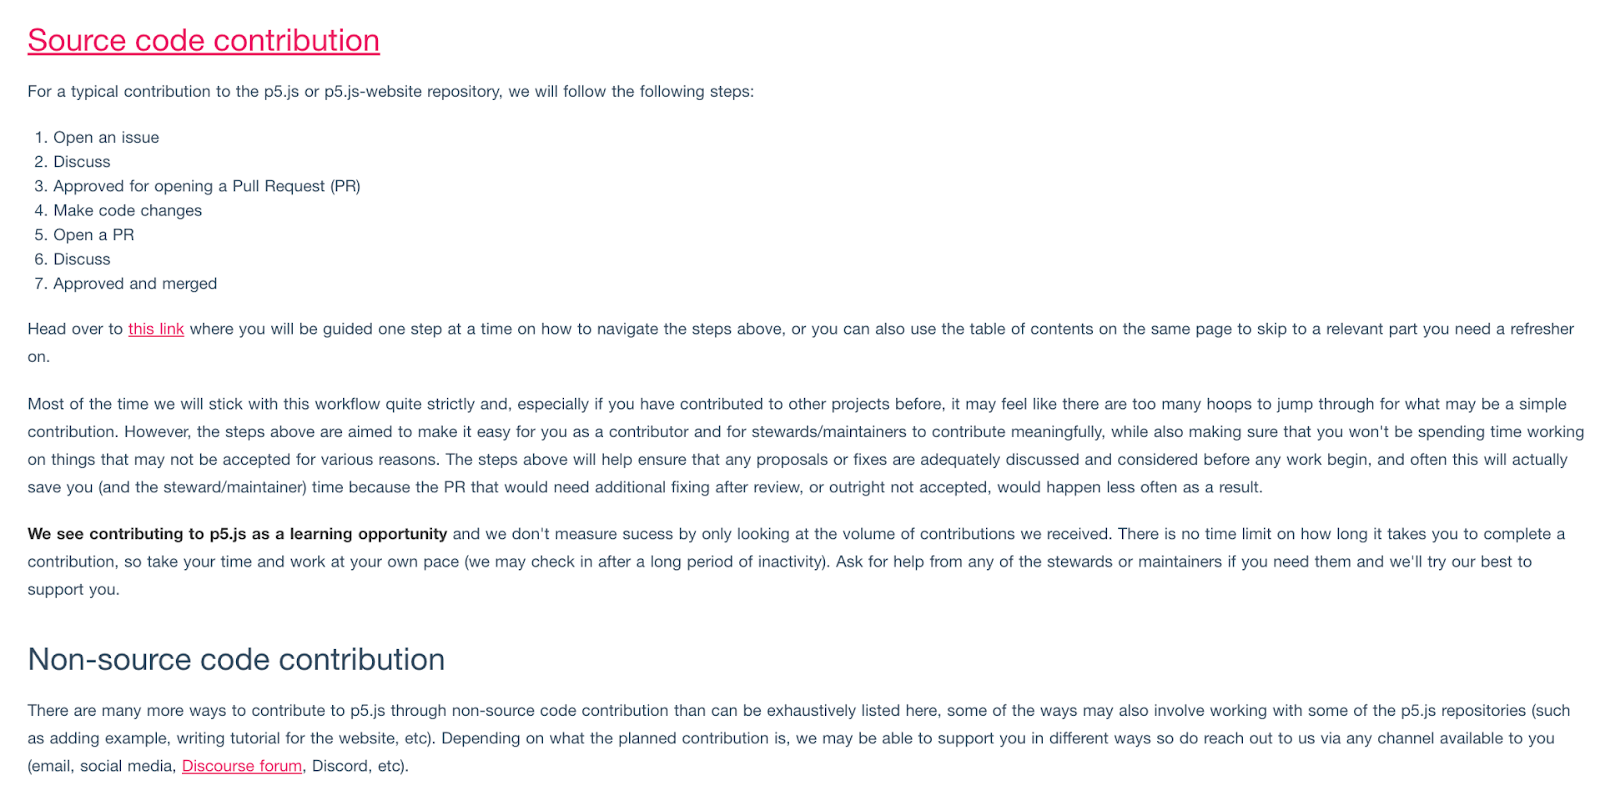 Source code contribution
For a typical contribution to the p5.js or p5.js-website repository, we will follow the following steps:
1. Open an issue
2. Discuss
3. Approved for opening a Pull Request (PR)
4. Make code changes
5. Open a PR
6. Discuss
7. Approved and merged
Head over to this link where you will be guided one step at a time on how to navigate the steps above, or you can also use the table of contents on the same page to skip to a relevant part you need a refresher
on.
Most of the time we will stick with this workflow quite strictly and, especially if you have contributed to other projects before, it may feel like there are too many hoops to jump through for what may be a simple
contribution. However, the steps above are aimed to make it easy for you as a contributor and for stewards/maintainers to contribute meaningfully, while also making sure that you won't be spending time working
on things that may not be accepted for various reasons. The steps above will help ensure that any proposals or fixes are adequately discussed and considered before any work begin, and often this will actually
save you (and the steward/maintainer) time because the PR that would need additional fixing after review, or outright not accepted, would happen less often as a result.
We see contributing to p5.js as a learning opportunity and we don't measure sucess by only looking at the volume of contributions we received. There is no time limit on how long it takes you to complete a
contribution, so take your time and work at your own pace (we may check in after a long period of inactivity). Ask for help from any of the stewards or maintainers if you need them and we'll try our best to
support you.
Non-source code contribution
There are many more ways to contribute to p5.js through non-source code contribution than can be exhaustively listed here, some of the ways may also involve working with some of the p5.js repositories (such
as adding example, writing tutorial for the website, etc). Depending on what the planned contribution is, we may be able to support you in different ways so do reach out to us via any channel available to you
(email, social media, Discourse forum, Discord, etc).